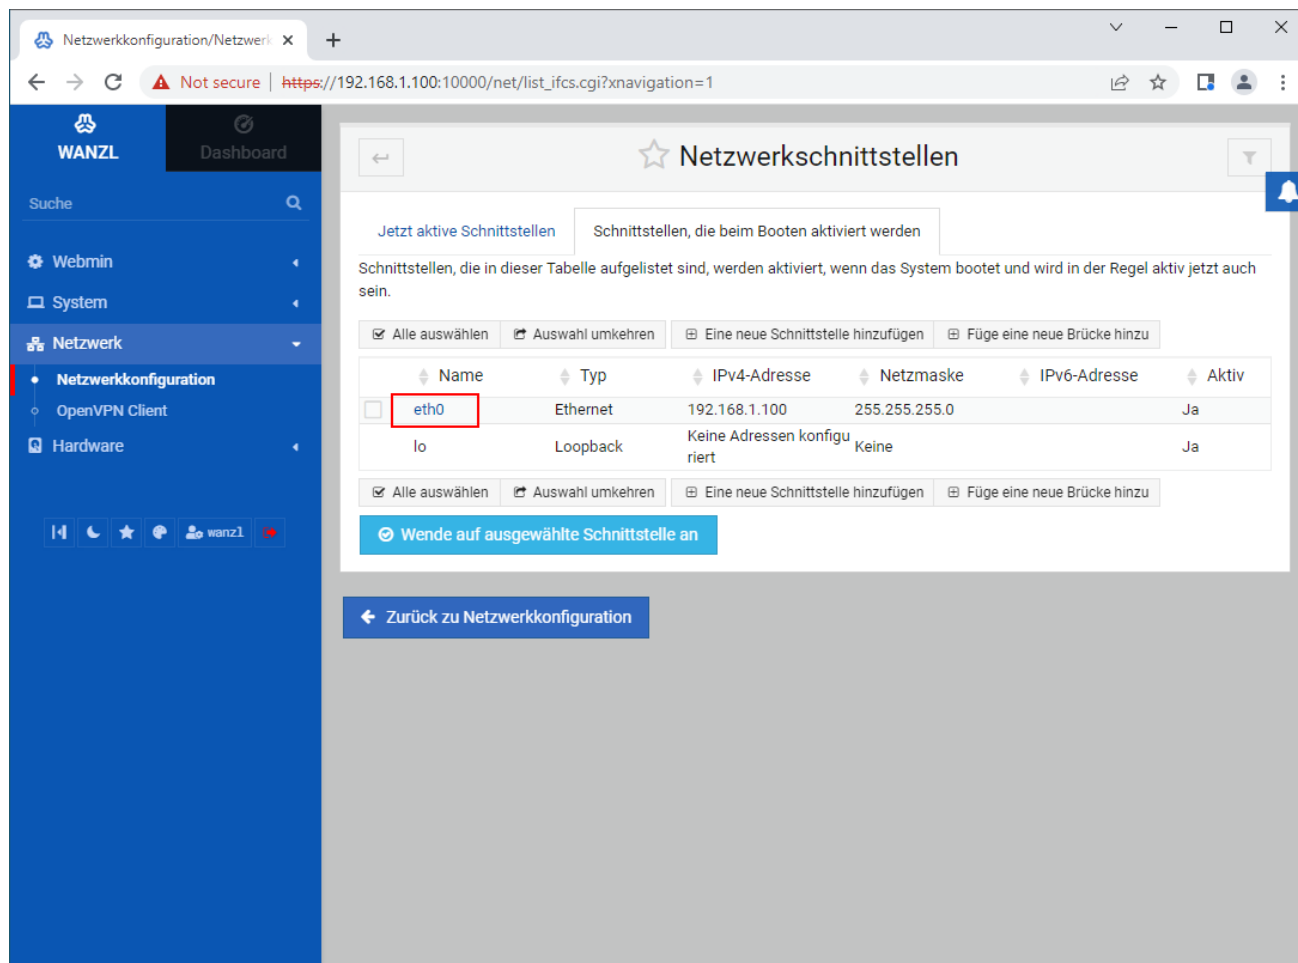 Netzwerkkonfiguration/Netzwerk
Not secure | https://192.168.1.100:10000/net/list_ifcs.cgi?xnavigation=1
WANZL
Dashboard
Suche
Webmin
System
Netzwerk
Netzwerkkonfiguration
OpenVPN Client
Hardware
wanzl
Netzwerkschnittstellen
Jetzt aktive Schnittstellen
Schnittstellen, die beim Booten aktiviert werden
Schnittstellen, die in dieser Tabelle aufgelistet sind, werden aktiviert, wenn das System bootet und wird in der Regel aktiv jetzt auch
sein.
Alle auswählen Auswahl umkehren Eine neue Schnittstelle hinzufügen Füge eine neue Brücke hinzu
Name Typ IPv4-Adresse Netzmaske IPv6-Adresse Aktiv
eth0 Ethernet 192.168.1.100 255.255.255.0 Ja
lo Loopback Keine Adressen konfigu
riert Keine Ja
Alle auswählen Auswahl umkehren Eine neue Schnittstelle hinzufügen Füge eine neue Brücke hinzu
Wende auf ausgewählte Schnittstelle an
Zurück zu Netzwerkkonfiguration